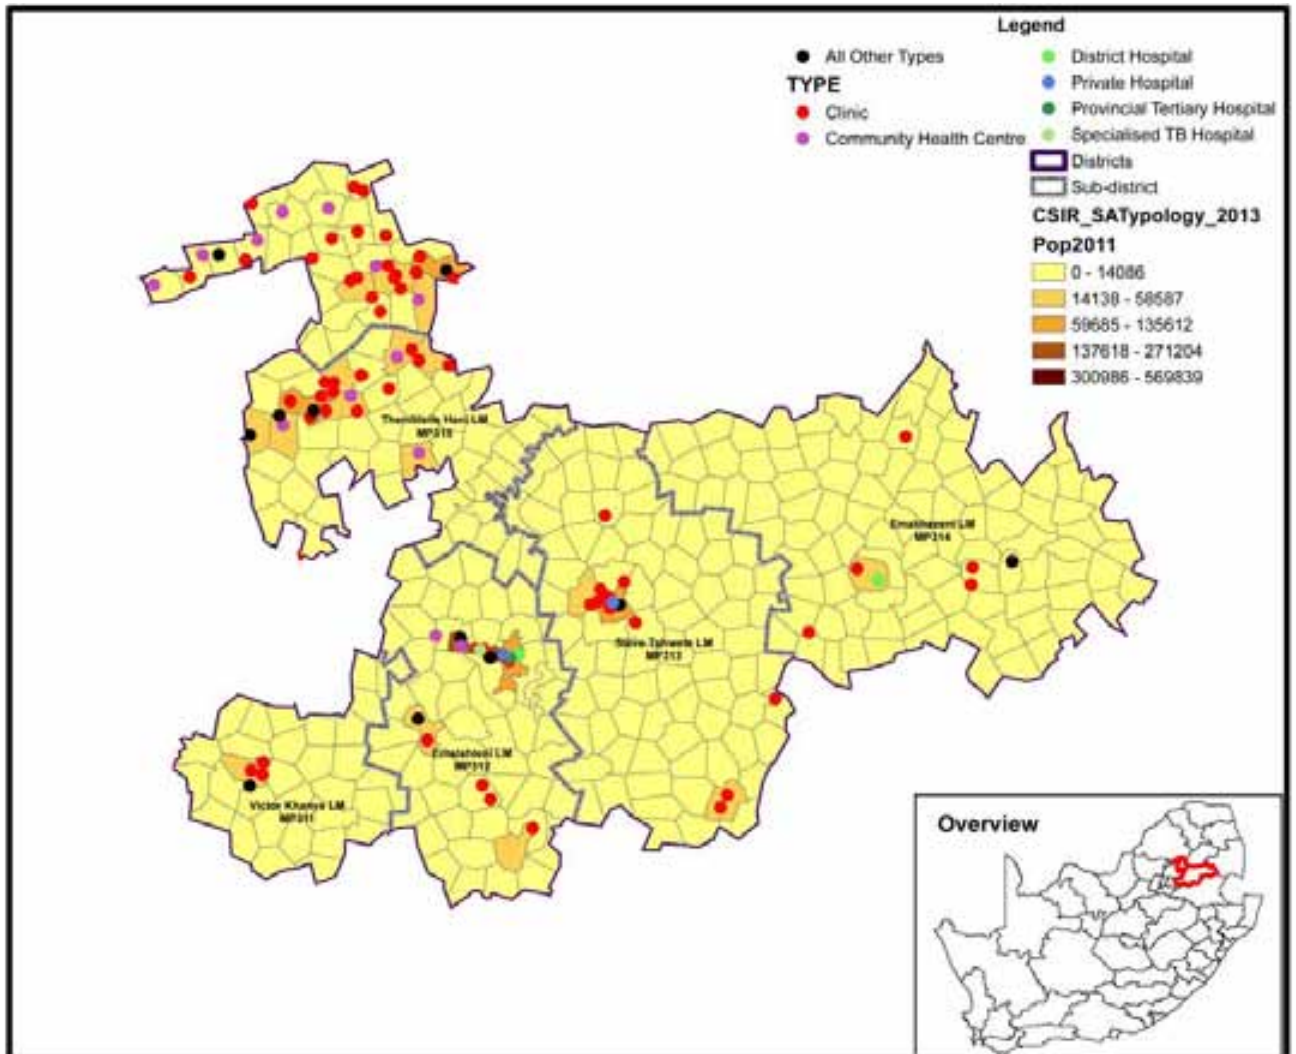 Legend
All Other Types
TYPE
Clinic
Community Health Centre
District Hospital
Private Hospital
Provincial Tertiary Hospital
Specialised TB Hospital
Districts
Sub-district
CSIR_SATypology_2013
Pop2011
0 - 14086
14138 - 58587
59685 - 135612
137618 - 271204
300986 - 569839
Thembisile Hani LM
MP315
Emakhazeni LM
MP314
Steve Tshwete LM
MP313
Emalahleni LM
MP312
Victor Khanye LM
MP311
Overview